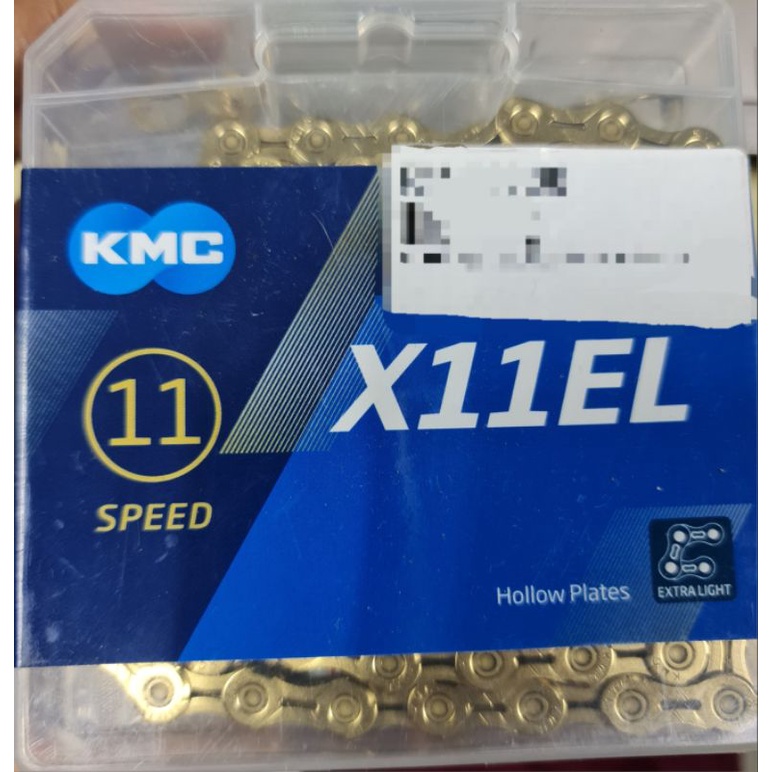 KMC
11
SPEED
X11EL
Hollow Plates
EXTRA LIGHT